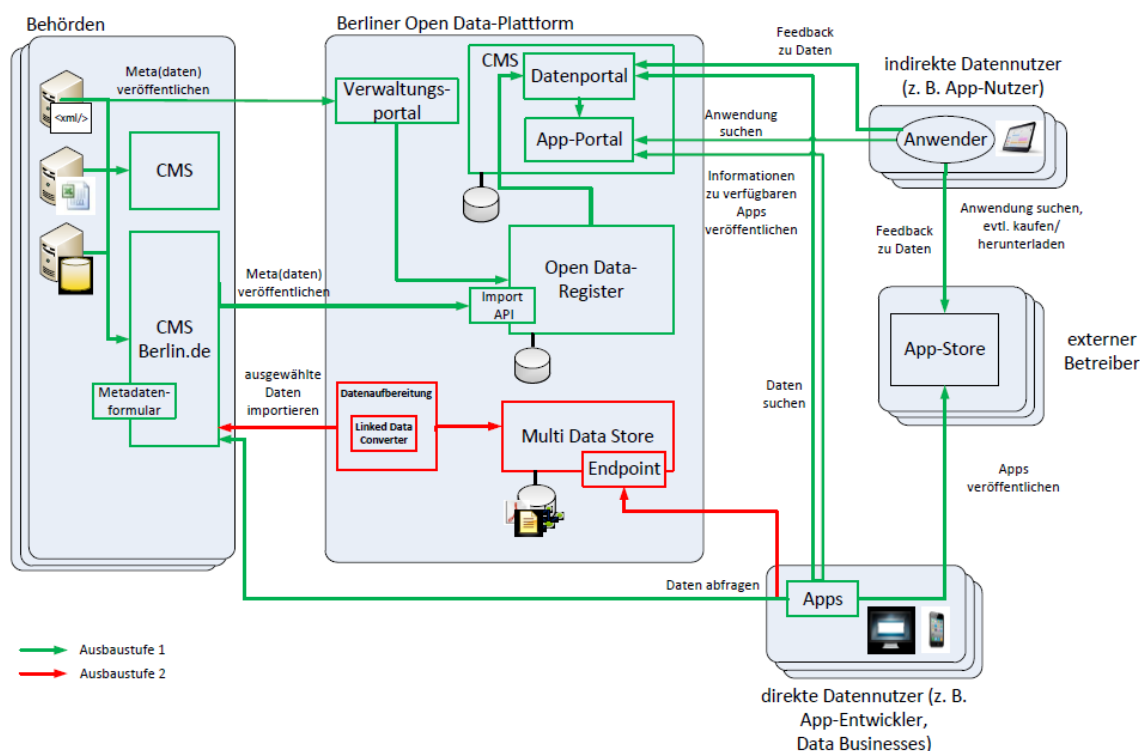 Behörden
Meta(daten)
veröffentlichen
<xml/>
CMS
CMS
Berlin.de
Metadaten-
formular
Meta(daten)
veröffentlichen
ausgewählte
Daten
importieren
Berliner Open Data-Plattform
Verwaltungs-
portal
CMS
Datenportal
App-Portal
Open Data-
Register
Import
API
Datenaufbereitung
Linked Data
Converter
Multi Data Store
Endpoint
Feedback
zu Daten
Anwendung
suchen
Informationen
zu verfügbaren
Apps
veröffentlichen
Daten
suchen
indirekte Datennutzer
(z. B. App-Nutzer)
Anwender
Feedback
zu Daten
Anwendung suchen,
evtl. kaufen/
herunterladen
App-Store
externer
Betreiber
Apps
veröffentlichen
Daten abfragen
Apps
direkte Datennutzer (z. B.
App-Entwickler,
Data Businesses)
Ausbaustufe 1
Ausbaustufe 2